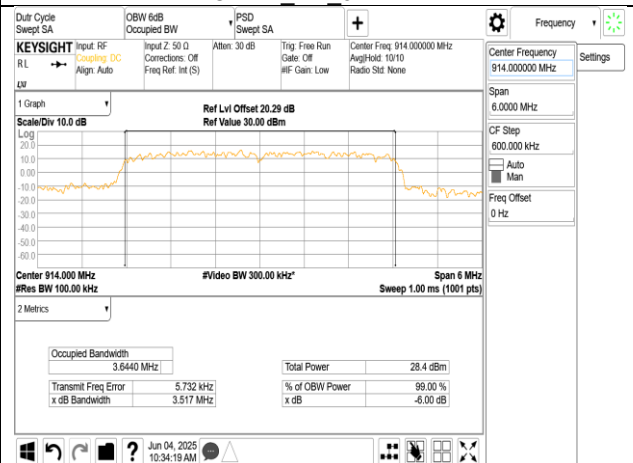 Dutr Cycle
Swept SA
OBW 6dB
Occupied BW
PSD
Swept SA
Frequency
KEYSIGHT
RL
LXI
Input: RF
Coupling: DC
Align: Auto
Input Z: 50 Ω
Corrections: Off
Freq Ref: Int (S)
Atten: 30 dB
Trig: Free Run
Gate: Off
#IF Gain: Low
Center Freq: 914.000000 MHz
Avg|Hold: 10/10
Radio Std: None
Center Frequency
914.000000 MHz
Settings
Span
6.0000 MHz
CF Step
600.000 kHz
Auto
Man
Freq Offset
0 Hz
1 Graph
Scale/Div 10.0 dB
Ref Lvl Offset 20.29 dB
Ref Value 30.00 dBm
Log
20.0
10.0
0.00
-10.0
-20.0
-30.0
-40.0
-50.0
-60.0
Center 914.000 MHz
#Res BW 100.00 kHz
#Video BW 300.00 kHz*
Span 6 MHz
Sweep 1.00 ms (1001 pts)
2 Metrics
Occupied Bandwidth
3.6440 MHz
Total Power 28.4 dBm
Transmit Freq Error 5.732 kHz
% of OBW Power 99.00 %
x dB Bandwidth 3.517 MHz
x dB -6.00 dB
?
Jun 04, 2025
10:34:19 AM